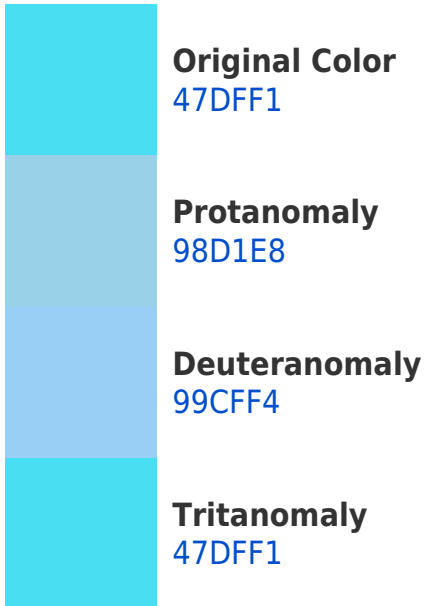 Original Color
47DFF1
Protanomaly
98D1E8
Deuteranomaly
99CFF4
Tritanomaly
47DFF1